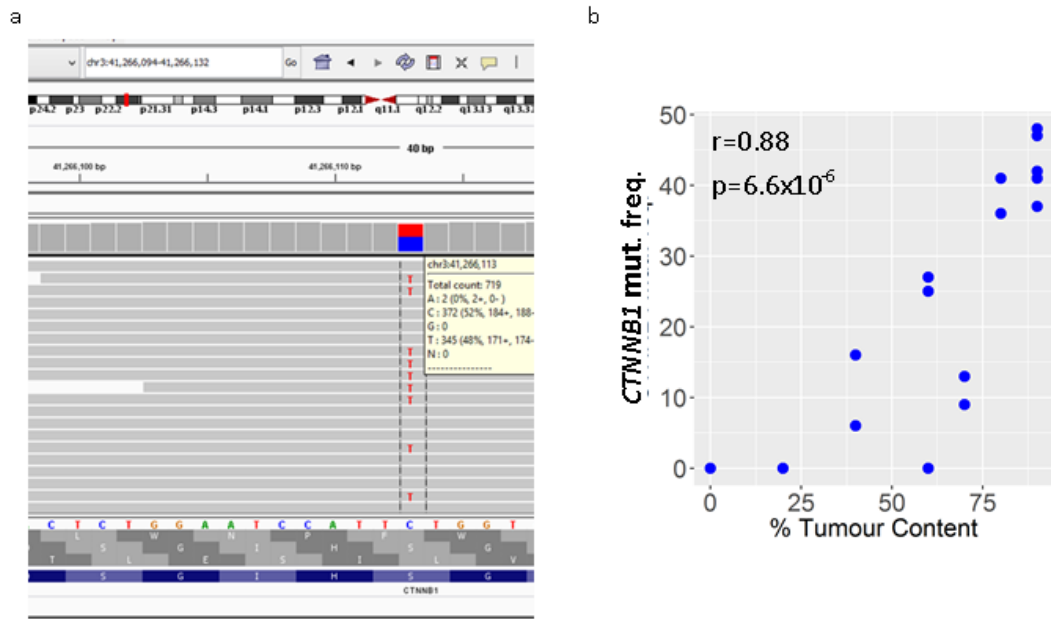 a
b
chr3:41,266,094-41,266,132
Go
p24.2 p23 p22.2 p21.31 p14.3 p14.1 p12.3 p12.1 q11.1 q12.2 q13.13 q13.3
40 bp
41,266,100 bp 41,266,110 bp
chr3:41,266,113
Total count: 719
A : 2 (0%, 2+, 0- )
C : 372 (52%, 184+, 188-
G : 0
T : 345 (48%, 171+, 174-
N : 0
---------------
T
T
T
T
T
T
T
T
T
C T C T G G A A T C C A T T C T G G T
L W N P F W
S G I H S G
T L E S I L V
S G I H S G
CTNNB1
r=0.88
p=6.6x10⁻⁶
CTNNB1 mut. freq.
50
40
30
20
10
0
0 25 50 75
% Tumour Content